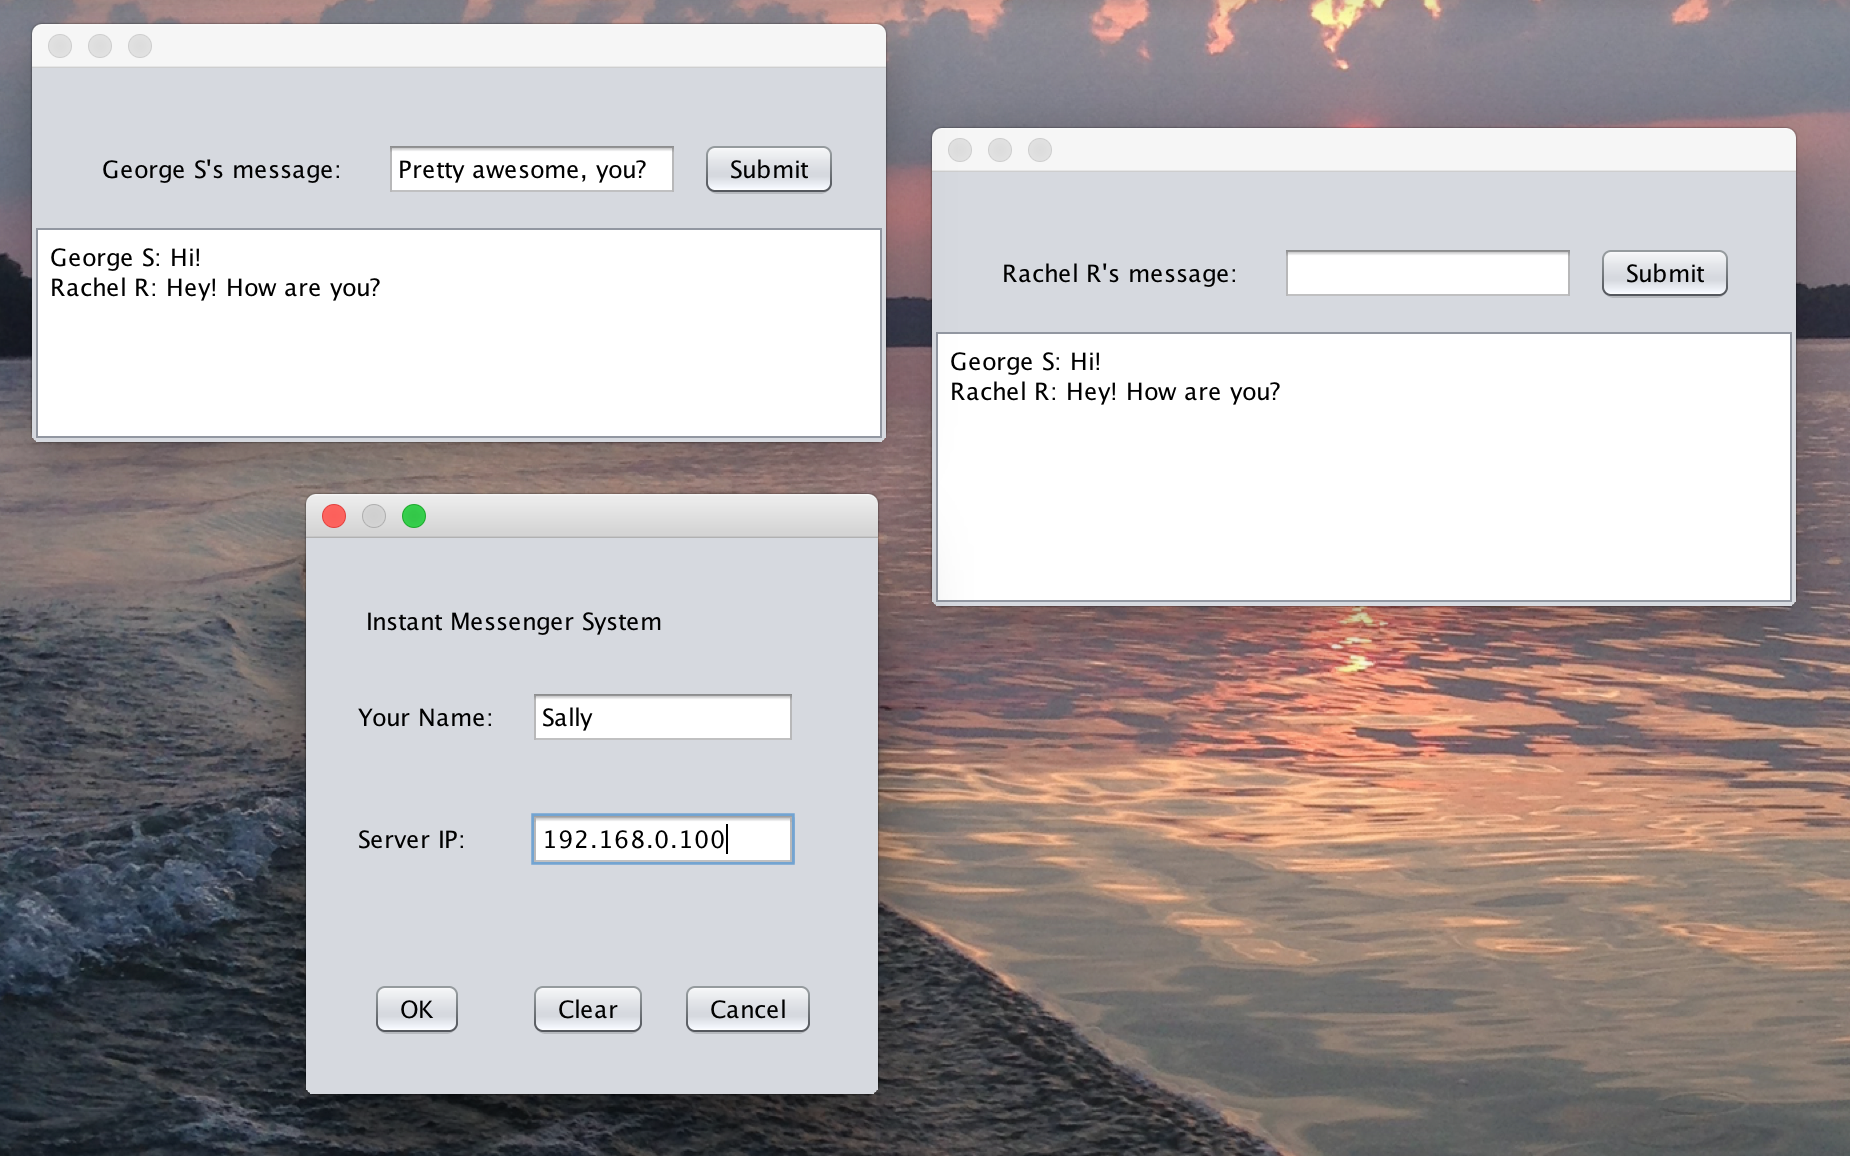 George S's message: Pretty awesome, you? Submit
George S: Hi!
Rachel R: Hey! How are you?
Rachel R's message: Submit
George S: Hi!
Rachel R: Hey! How are you?
Instant Messenger System
Your Name: Sally
Server IP: 192.168.0.100
OK Clear Cancel